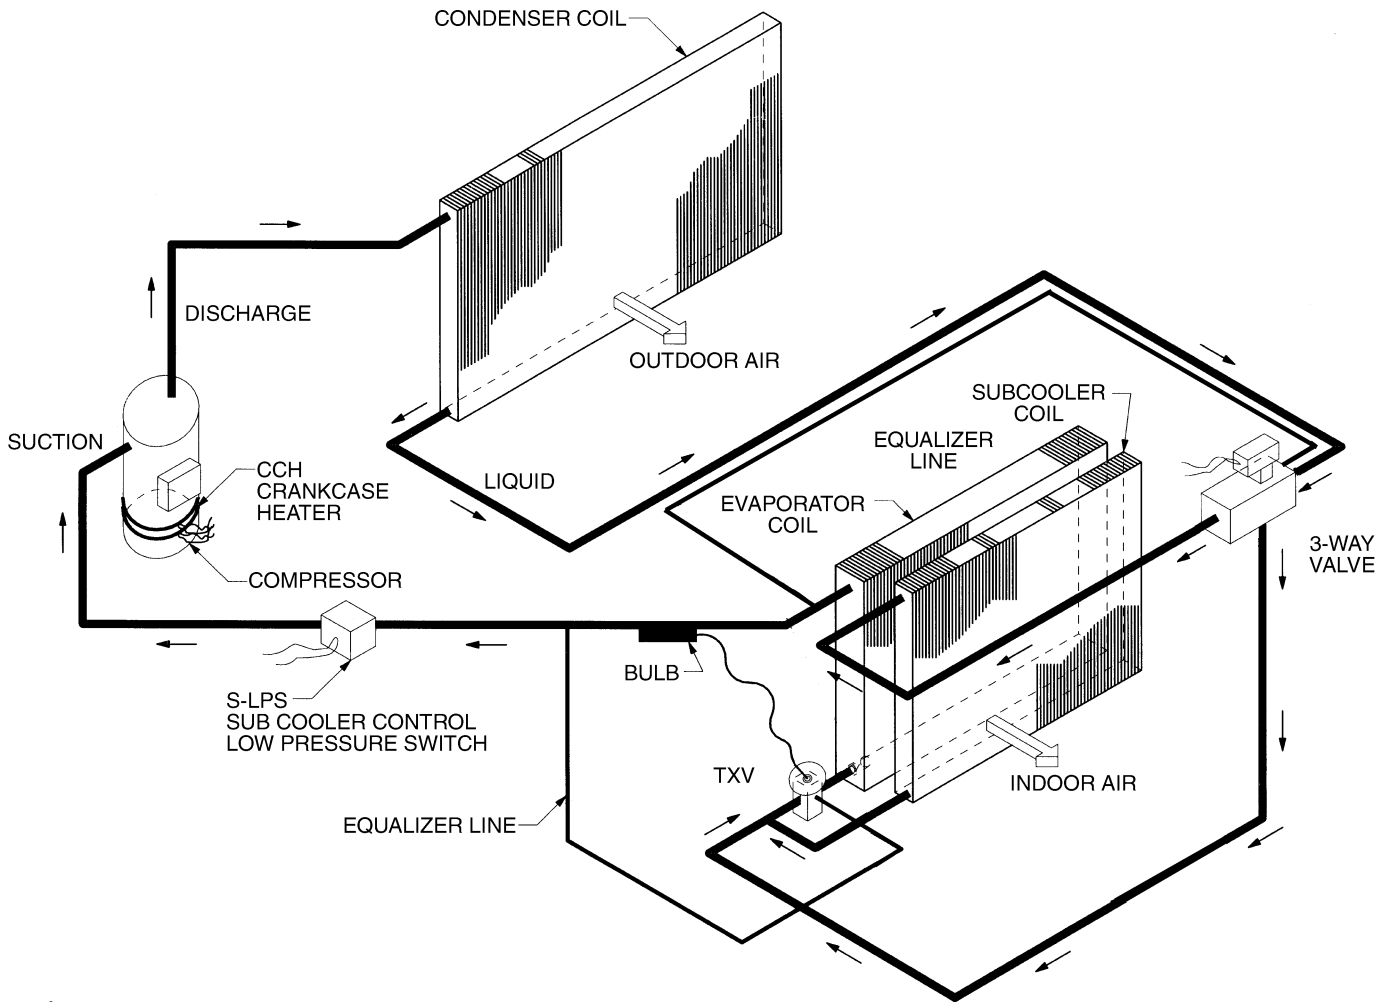 CONDENSER COIL
DISCHARGE
OUTDOOR AIR
SUBCOOLER
COIL
SUCTION
EQUALIZER
LINE
CCH
CRANKCASE
HEATER
LIQUID
EVAPORATOR
COIL
3-WAY
VALVE
COMPRESSOR
BULB
S-LPS
SUB COOLER CONTROL
LOW PRESSURE SWITCH
TXV
INDOOR AIR
EQUALIZER LINE